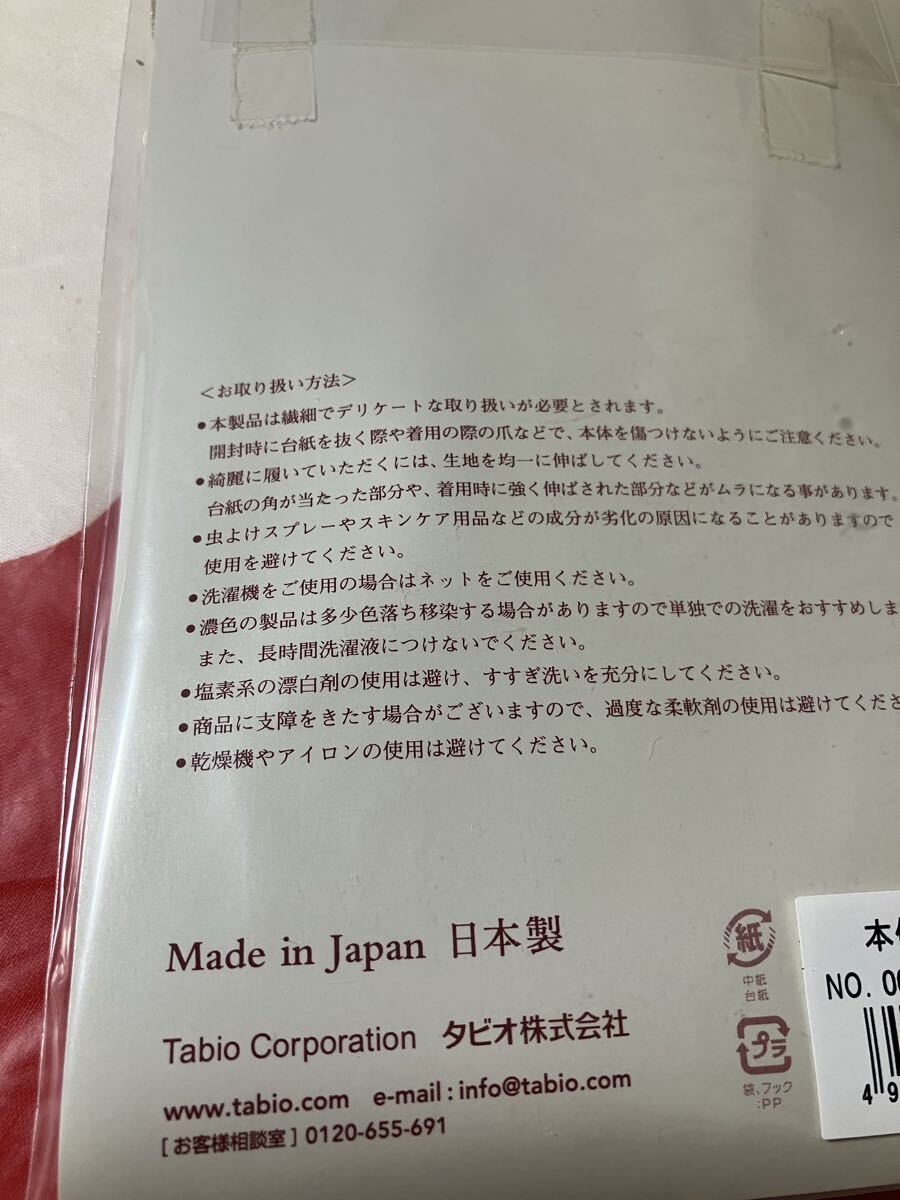 ＜お取り扱い方法＞
●本製品は繊細でデリケートな取り扱いが必要とされます。
開封時に台紙を抜く際や着用の際の爪などで、本体を傷つけないようにご注意ください。
●綺麗に履いていただくには、生地を均一に伸ばしてください。
台紙の角が当たった部分や、着用時に強く伸ばされた部分などがムラになる事があります。
●虫よけスプレーやスキンケア用品などの成分が劣化の原因になることがありますので
使用を避けてください。
●洗濯機をご使用の場合はネットをご使用ください。
●濃色の製品は多少色落ち移染する場合がありますので単独での洗濯をおすすめしま
また、長時間洗濯液につけないでください。
●塩素系の漂白剤の使用は避け、すすぎ洗いを充分にしてください。
●商品に支障をきたす場合がございますので、過度な柔軟剤の使用は避けてくださ
●乾燥機やアイロンの使用は避けてください。
Made in Japan 日本製
Tabio Corporation タビオ株式会社
www.tabio.com e-mail : info@tabio.com
[お客様相談室] 0120-655-691
紙
中紙
台紙
プラ
袋、フック
:PP
本
NO. 00
4 9